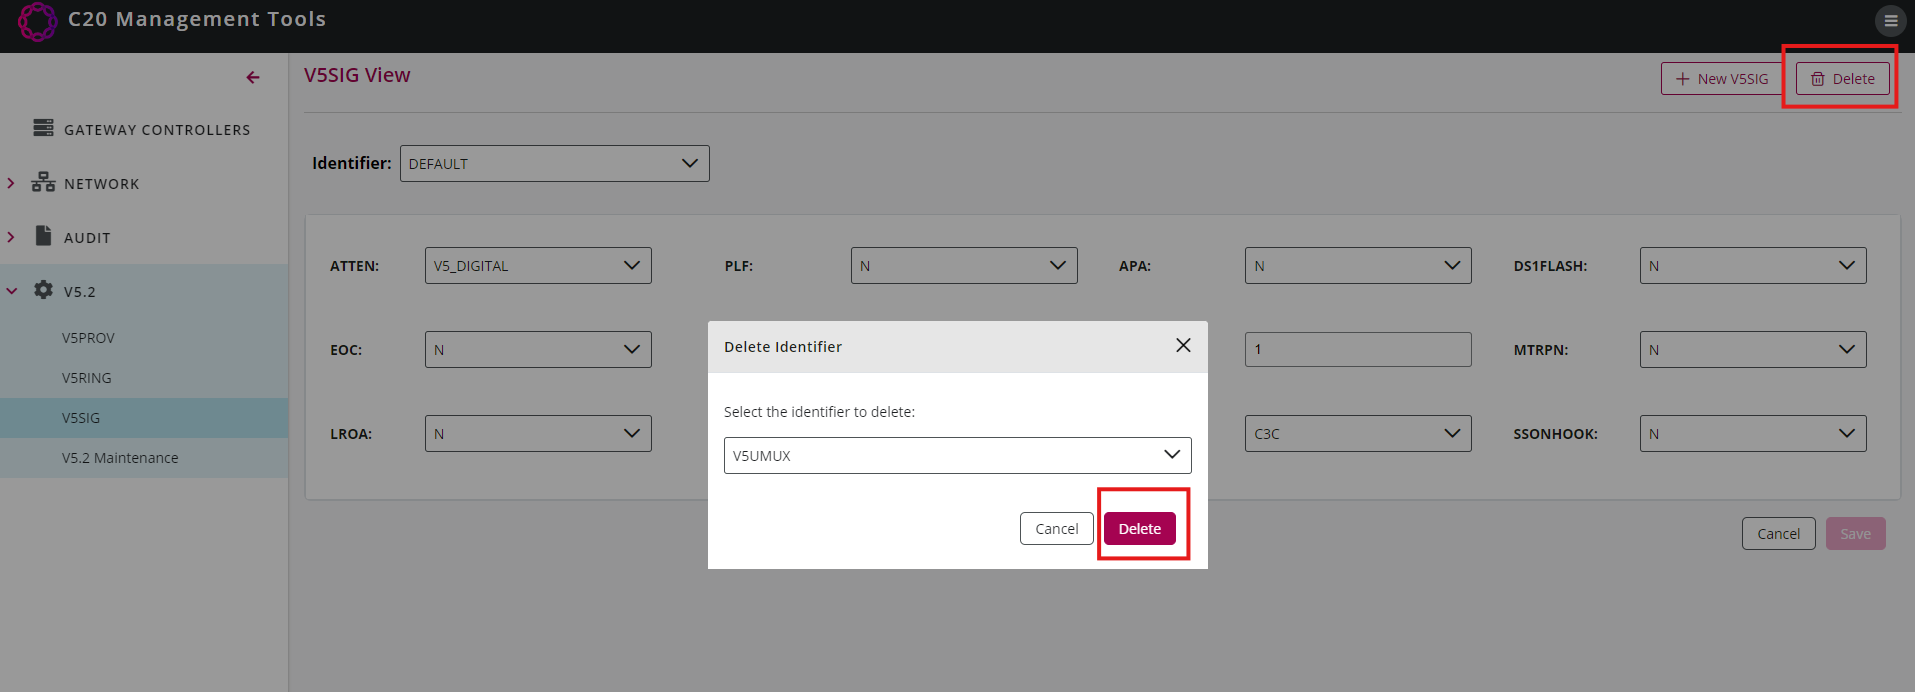 C20 Management Tools
V5SIG View
New V5SIG
Delete
GATEWAY CONTROLLERS
NETWORK
AUDIT
V5.2
V5PROV
V5RING
V5SIG
V5.2 Maintenance
Identifier: DEFAULT
ATTEN: V5_DIGITAL PLF: N APA: N DS1FLASH: N
EOC: N 1 MTRPN: N
LROA: N C3C SSONHOOK: N
Delete Identifier
Select the identifier to delete:
V5UMUX
Cancel Delete
Cancel Save